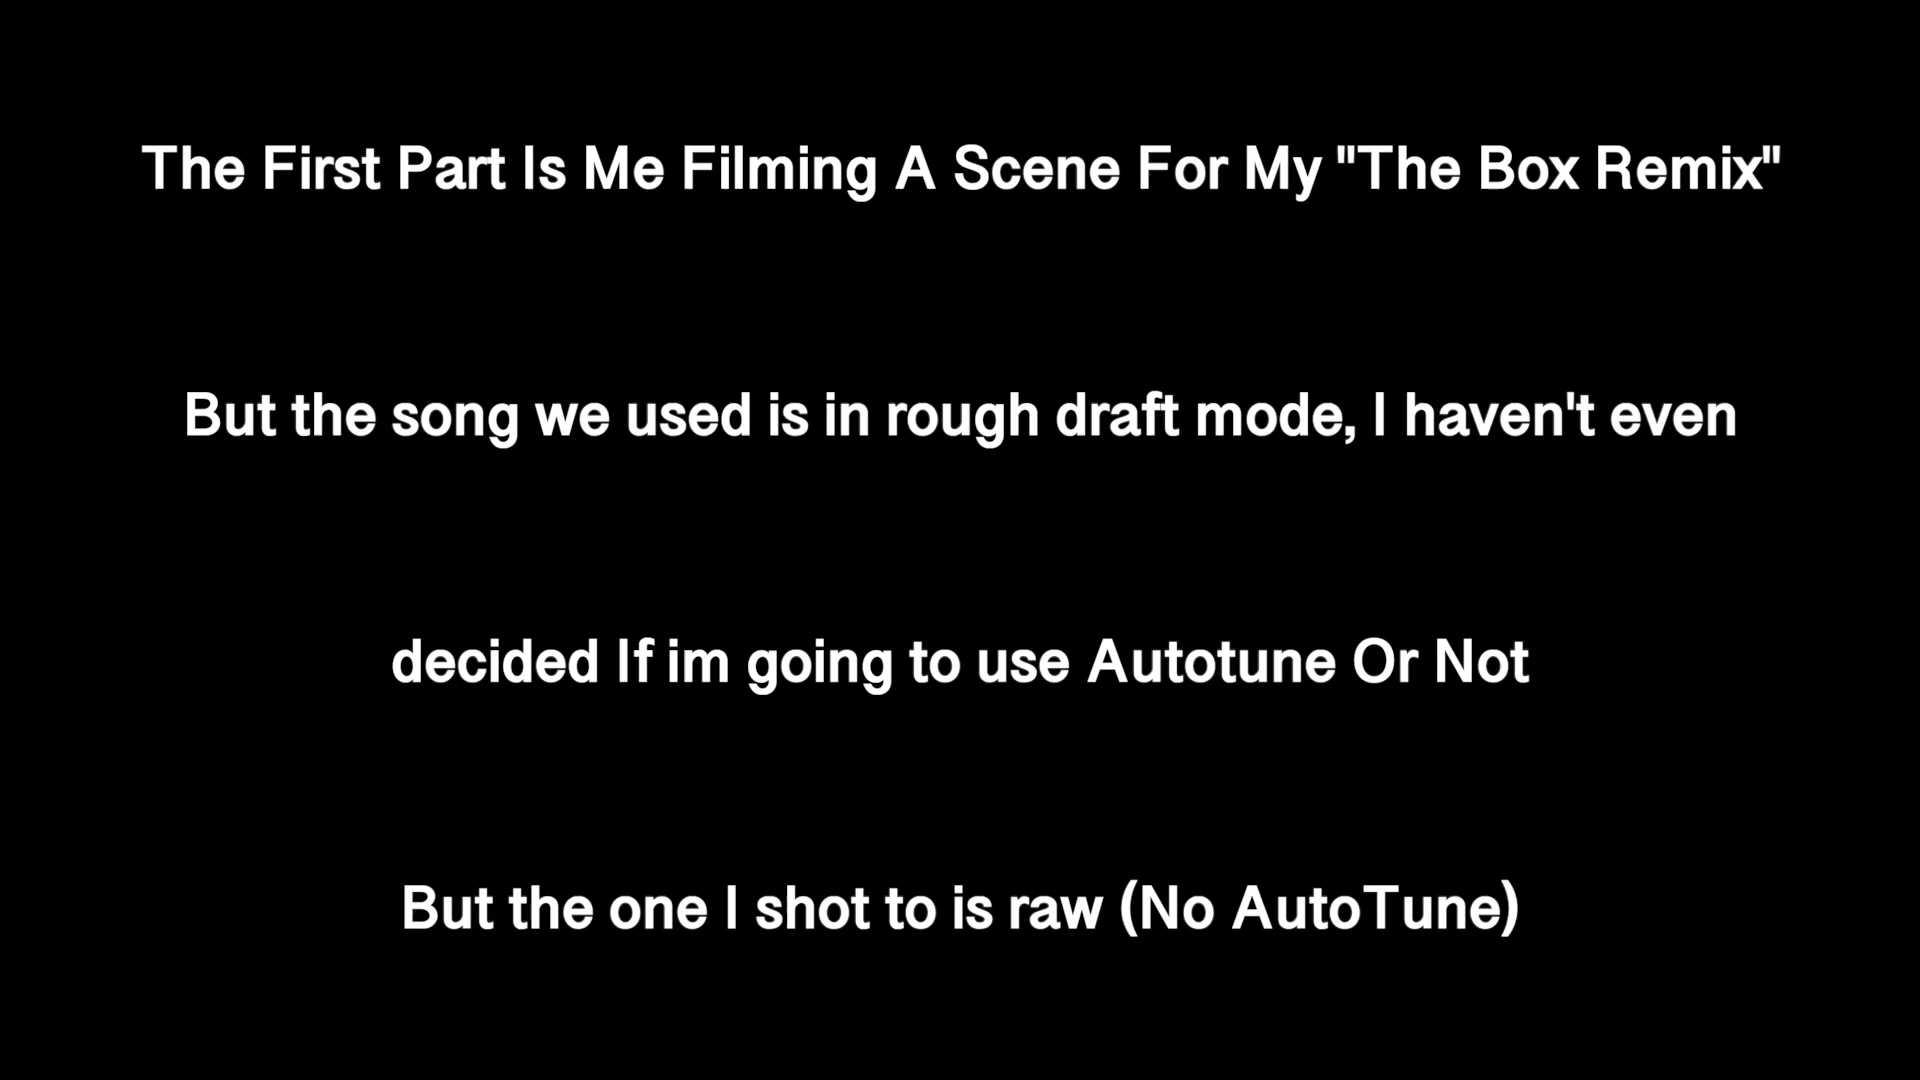 The First Part Is Me Filming A Scene For My "The Box Remix"
But the song we used is in rough draft mode, I haven't even
decided If im going to use Autotune Or Not
But the one I shot to is raw (No AutoTune)